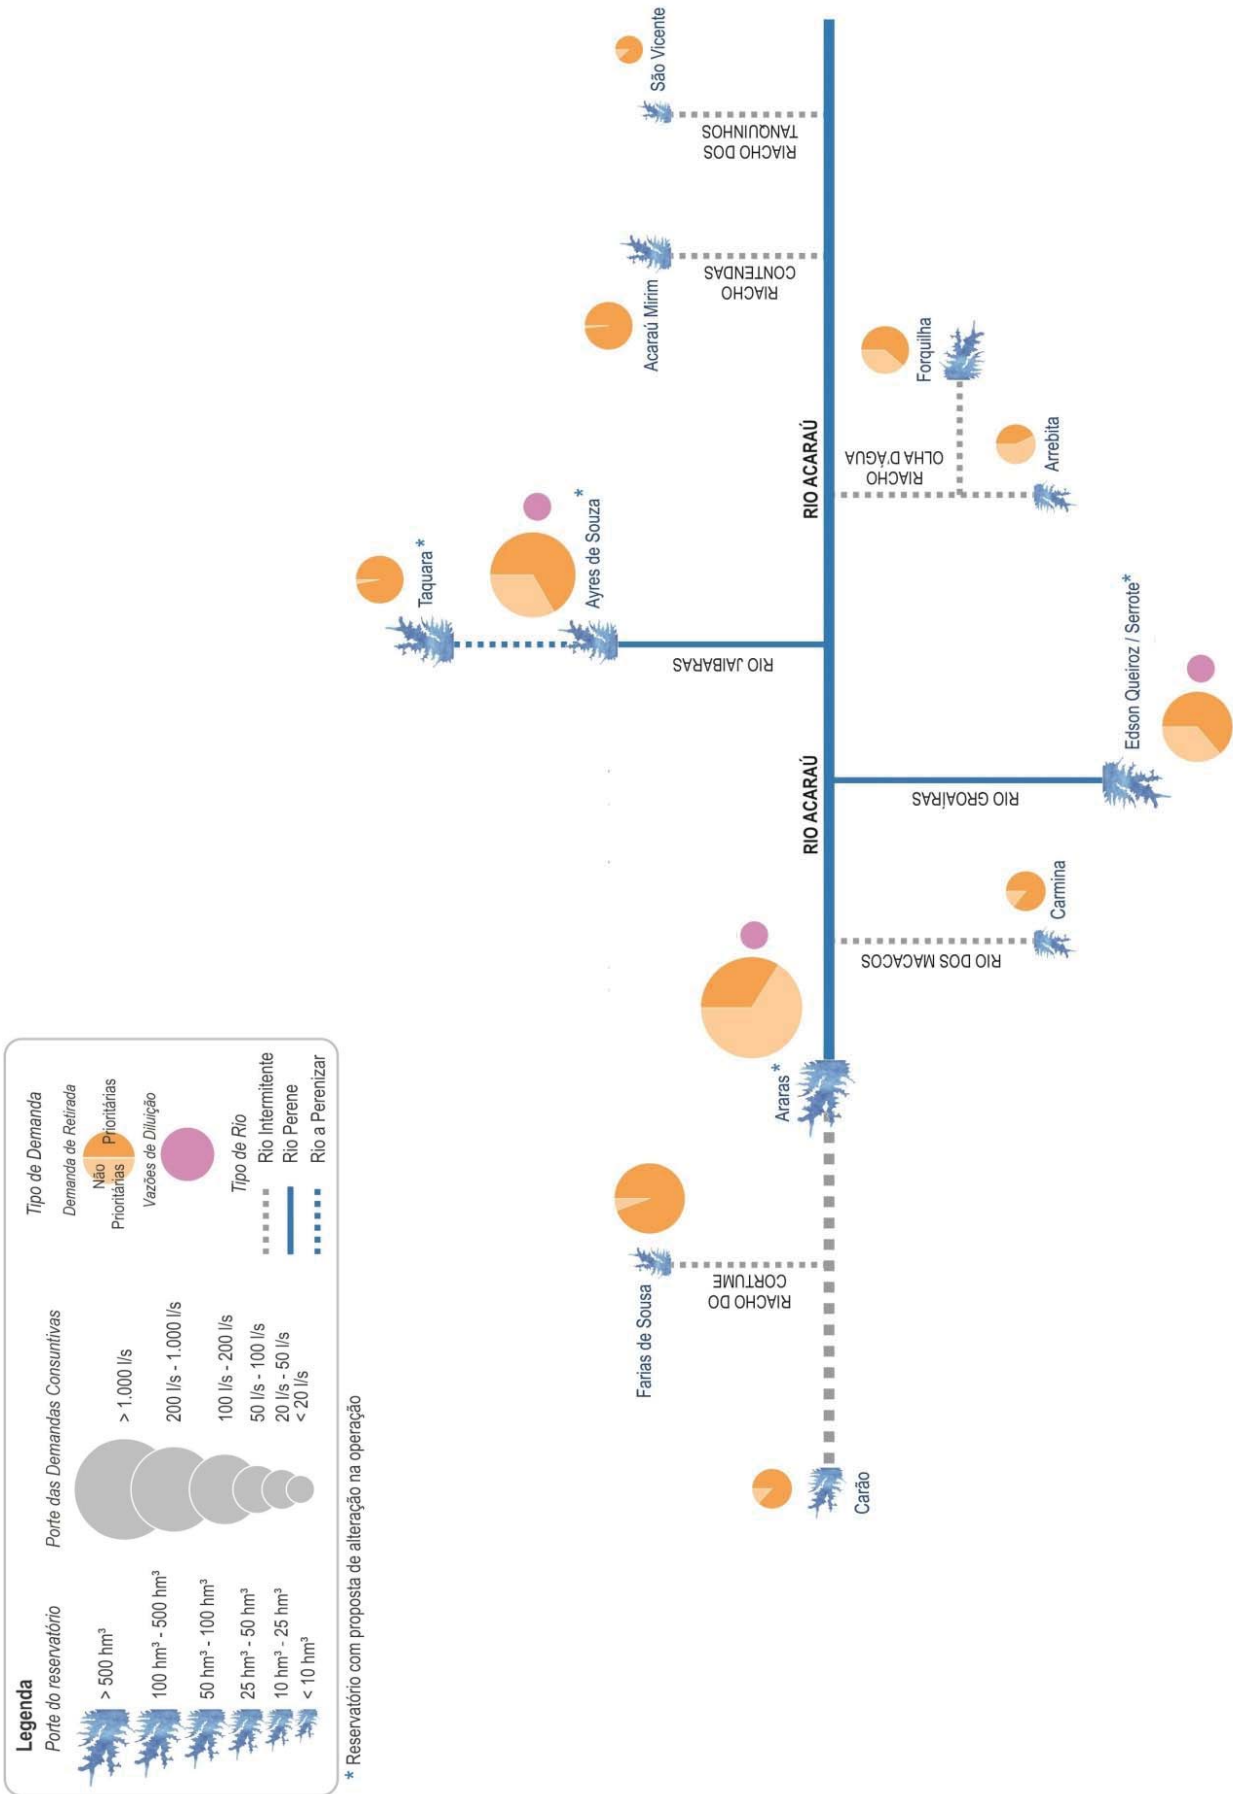 Legenda
Porte do reservatório
> 500 hm³
100 hm³ - 500 hm³
50 hm³ - 100 hm³
25 hm³ - 50 hm³
10 hm³ - 25 hm³
< 10 hm³
Porte das Demandas Consuntivas
> 1.000 l/s
200 l/s - 1.000 l/s
100 l/s - 200 l/s
50 l/s - 100 l/s
20 l/s - 50 l/s
< 20 l/s
Tipo de Demanda
Demanda de Retirada
Não
Prioritárias
Prioritárias
Vazões de Diluição
Tipo de Rio
Rio Intermitente
Rio Perene
Rio a Perenizar
* Reservatório com proposta de alteração na operação
Carão
Farias de Sousa
RIACHO DO
CORTUME
Araras *
RIO DOS MACACOS
Carmina
RIO ACARAÚ
RIO GROAÍRAS
Edson Queiroz / Serrote*
Taquara *
Ayres de Souza *
RIO JAIBARAS
RIO ACARAÚ
RIACHO
OLHA D'ÁGUA
Arrebita
Forquilha
Acaraú Mirim
RIACHO
CONTENDAS
São Vicente
RIACHO DOS
TANQUINHOS